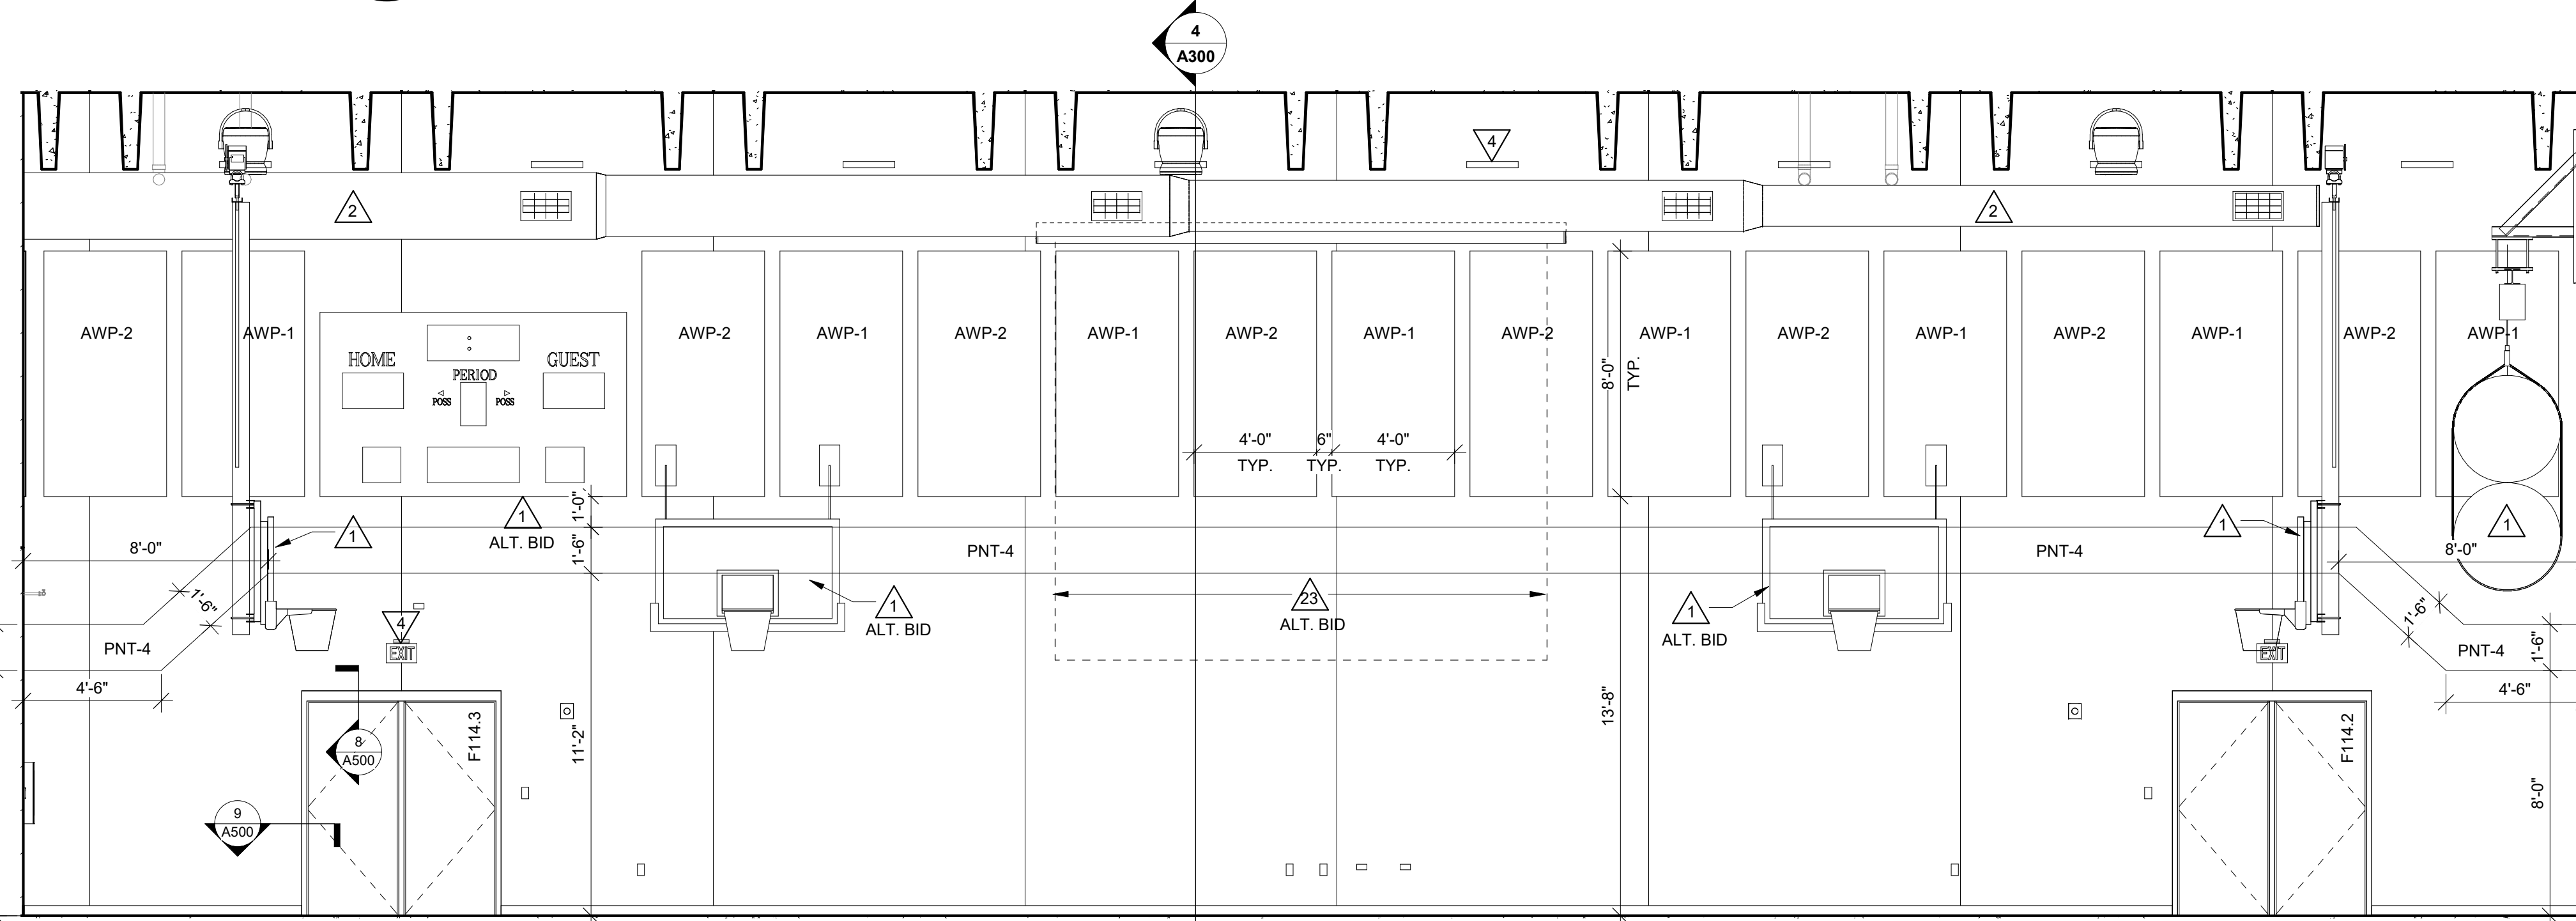 4
A300
4
2
2
AWP-2
AWP-1
AWP-2
AWP-1
AWP-2
AWP-1
AWP-2
AWP-1
AWP-2
AWP-1
AWP-2
AWP-1
AWP-2
AWP-1
AWP-2
AWP-1
HOME
GUEST
PERIOD
POSS
POSS
8'-0"
TYP.
4'-0"
6"
4'-0"
TYP.
TYP.
TYP.
1'-0"
1
ALT. BID
1
1
1
8'-0"
1'-6"
PNT-4
PNT-4
8'-0"
1'-6"
1
ALT. BID
23
ALT. BID
1
ALT. BID
1'-6"
4
EXIT
EXIT
PNT-4
PNT-4
1'-6"
4'-6"
4'-6"
11'-2"
13'-8"
F114.3
F114.2
8
A500
9
A500
8'-0"